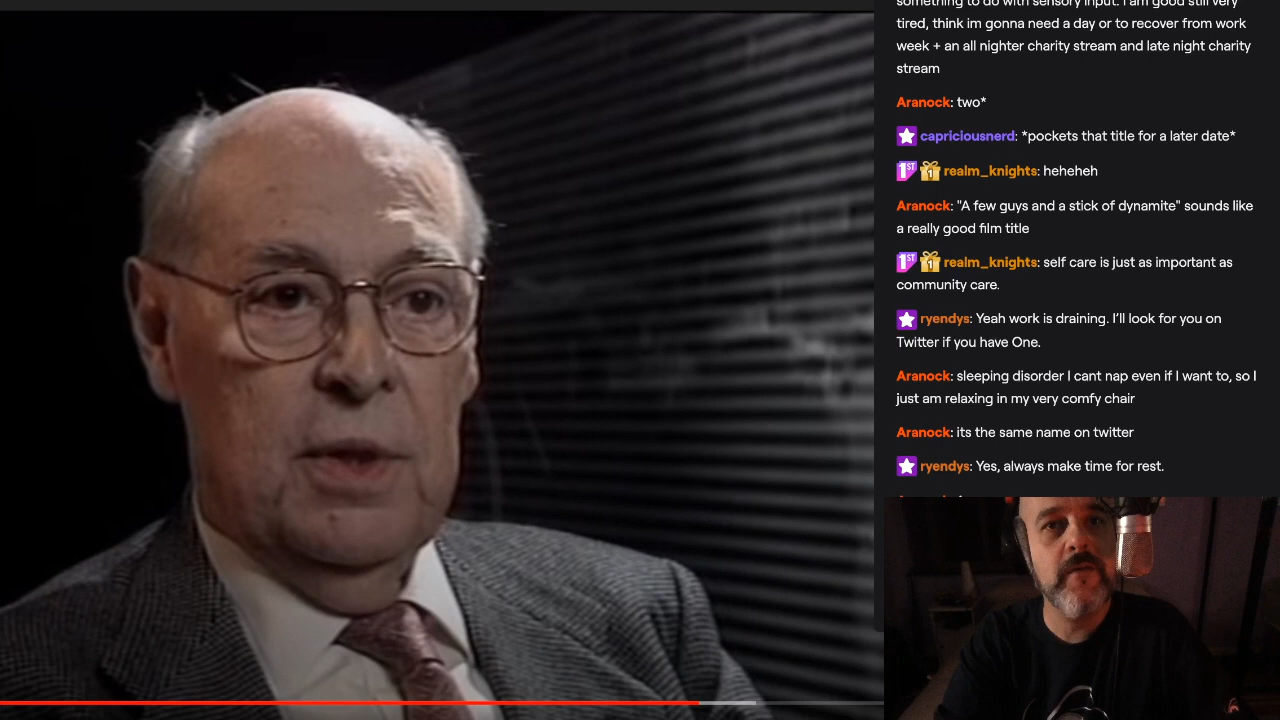 something to do with sensory input. I am good still very
tired, think im gonna need a day or to recover from work
week + an all nighter charity stream and late night charity
stream
Aranock: two*
capriciousnerd: *pockets that title for a later date*
1ST 1 realm_knights: heheheh
Aranock: "A few guys and a stick of dynamite" sounds like
a really good film title
1ST 1 realm_knights: self care is just as important as
community care.
ryendys: Yeah work is draining. I'll look for you on
Twitter if you have One.
Aranock: sleeping disorder I cant nap even if I want to, so I
just am relaxing in my very comfy chair
Aranock: its the same name on twitter
ryendys: Yes, always make time for rest.